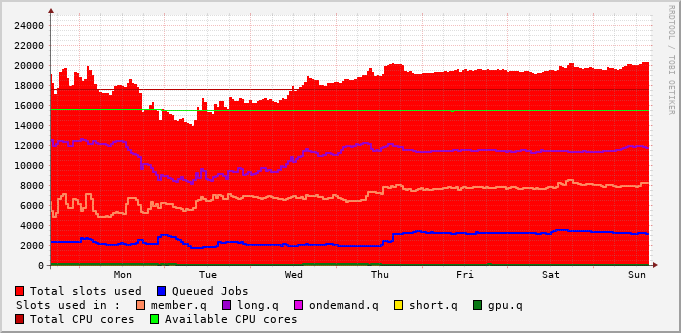 RRDTOOL / TOBI OETIKER
24000
22000
20000
18000
16000
14000
12000
10000
8000
6000
4000
2000
0
Mon Tue Wed Thu Fri Sat Sun
Total slots used Queued Jobs
Slots used in : member.q long.q ondemand.q short.q gpu.q
Total CPU cores Available CPU cores